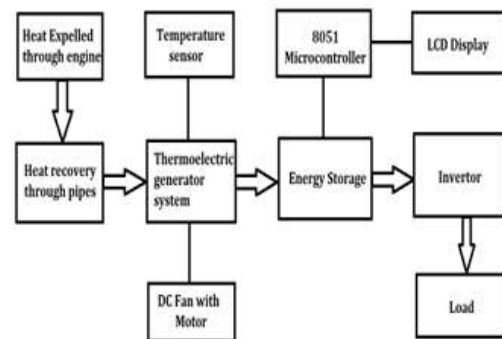 Heat Expelled
through engine
Temperature
sensor
8051
Microcontroller
LCD Display
Heat recovery
through pipes
Thermoelectric
generator
system
Energy Storage
Invertor
DC Fan with
Motor
Load